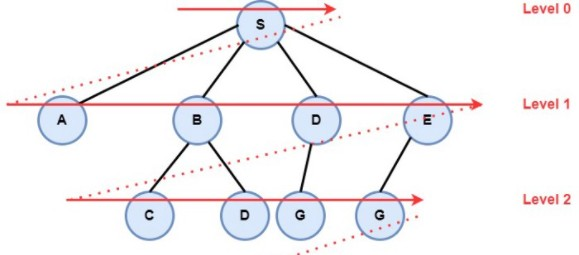 S Level 0
A B D E Level 1
C D G G Level 2